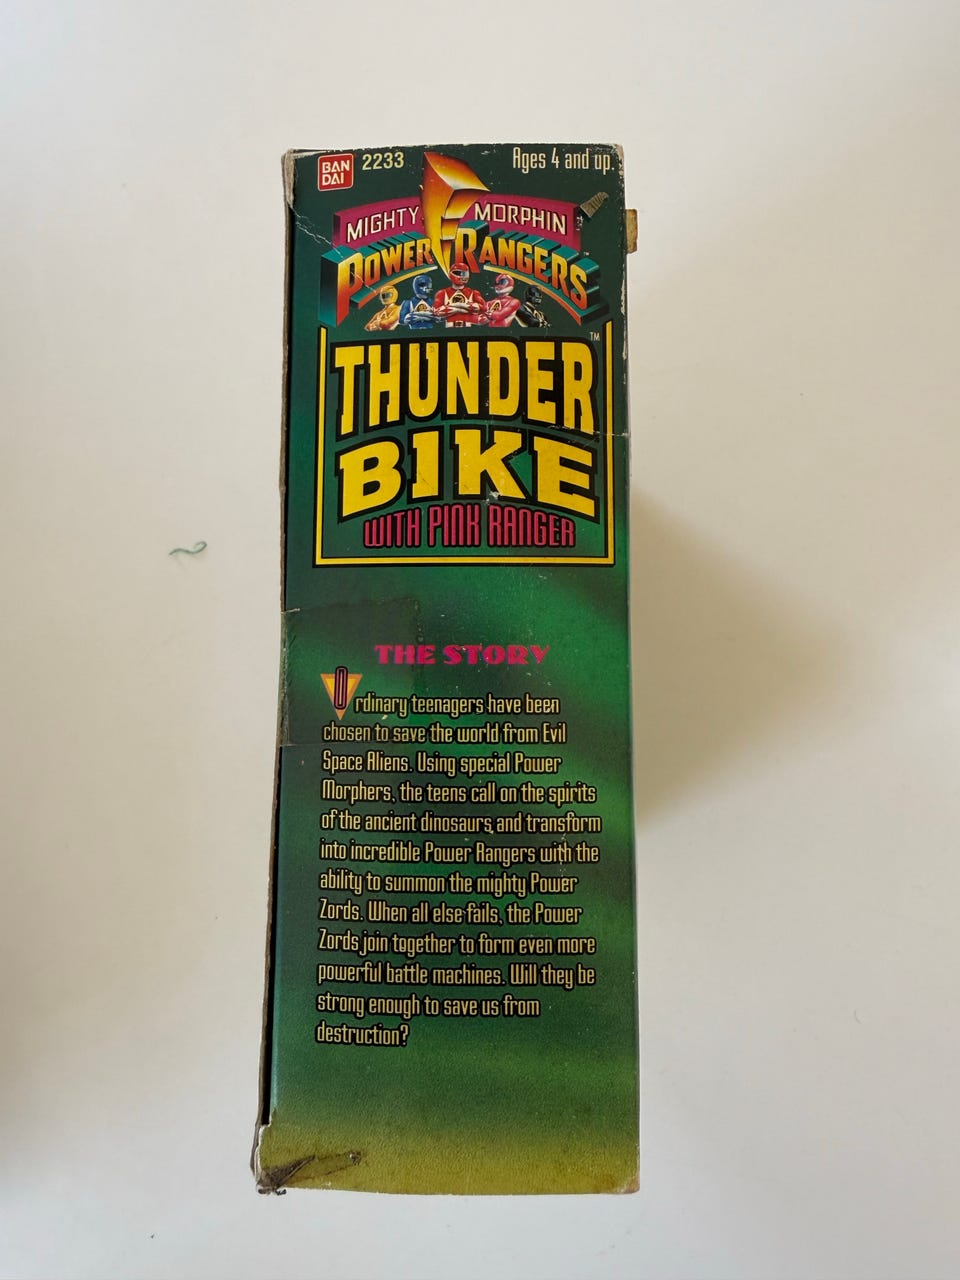 BAN
DAI
2233
Ages 4 and up.
MIGHTY MORPHIN
POWER RANGERS™
THUNDER™
BIKE
WITH PINK RANGER
THE STORY
Ordinary teenagers have been
chosen to save the world from Evil
Space Aliens. Using special Power
Morphers, the teens call on the spirits
of the ancient dinosaurs, and transform
into incredible Power Rangers with the
ability to summon the mighty Power
Zords. When all else fails, the Power
Zords join together to form even more
powerful battle machines. Will they be
strong enough to save us from
destruction?